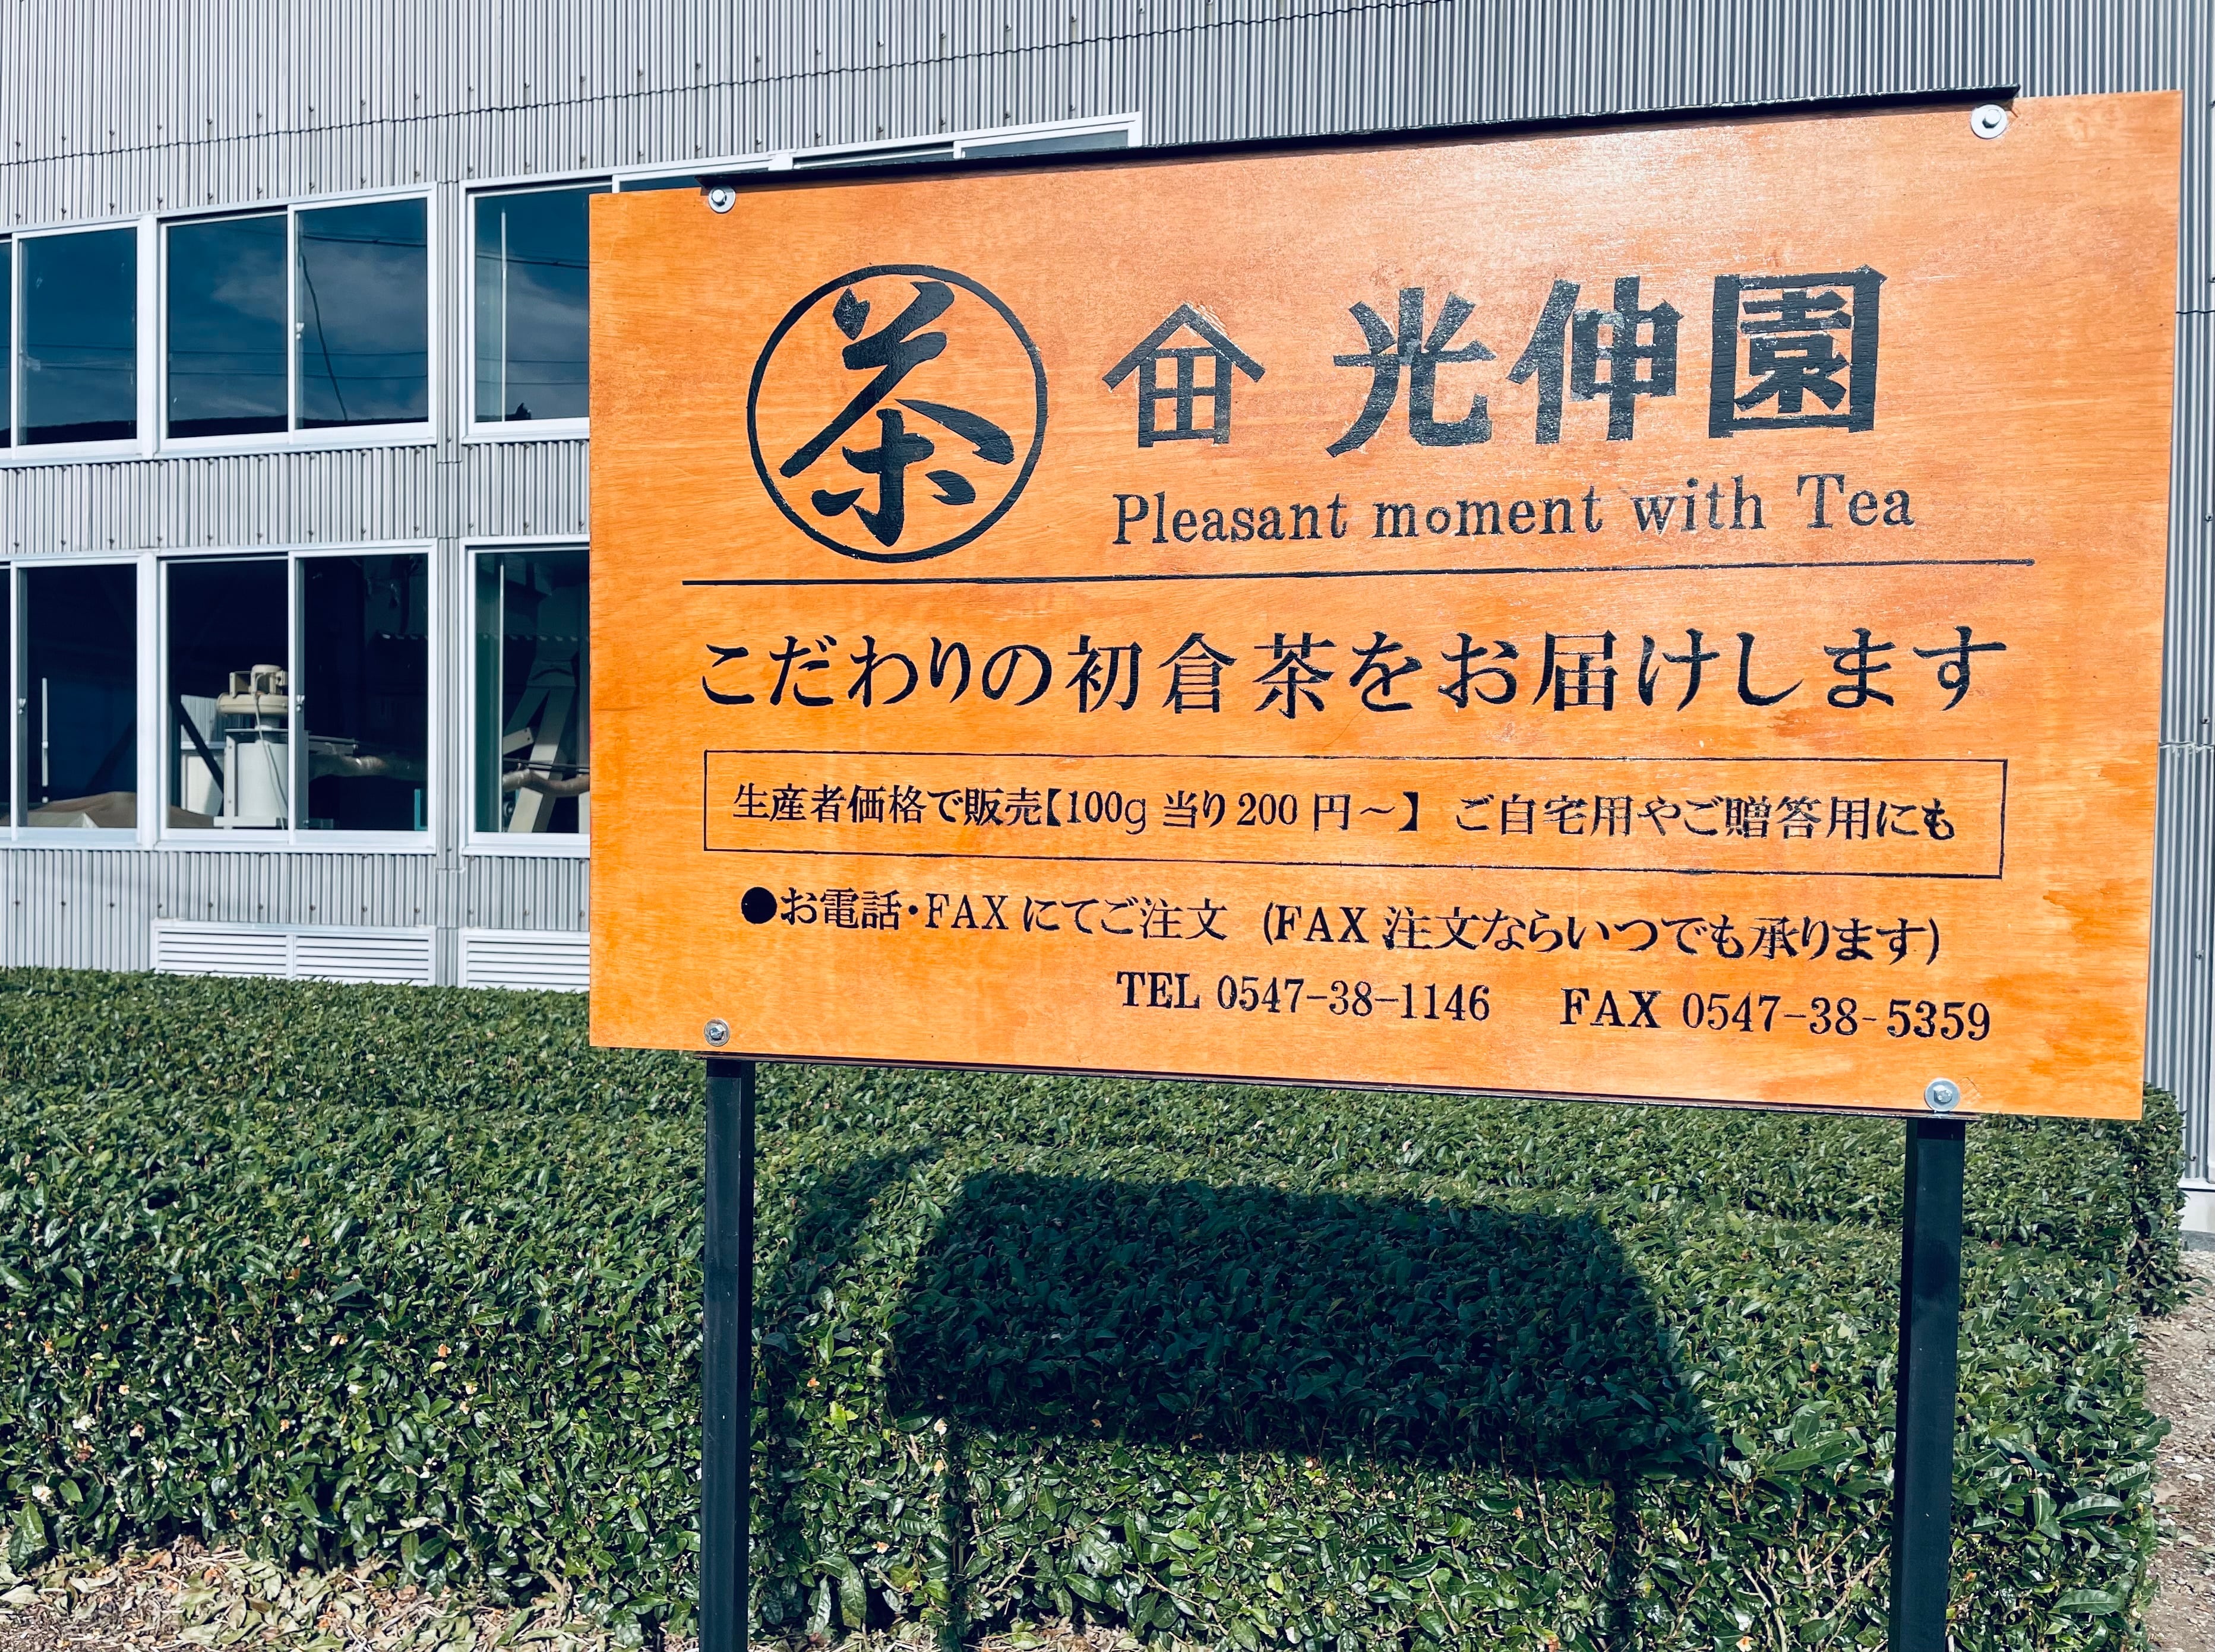 茶 光伸園
Pleasant moment with Tea
こだわりの初倉茶をお届けします
生産者価格で販売【100g 当り 200 円～】 ご自宅用やご贈答用にも
●お電話・FAX にてご注文 (FAX 注文ならいつでも承ります)
TEL 0547-38-1146 FAX 0547-38-5359